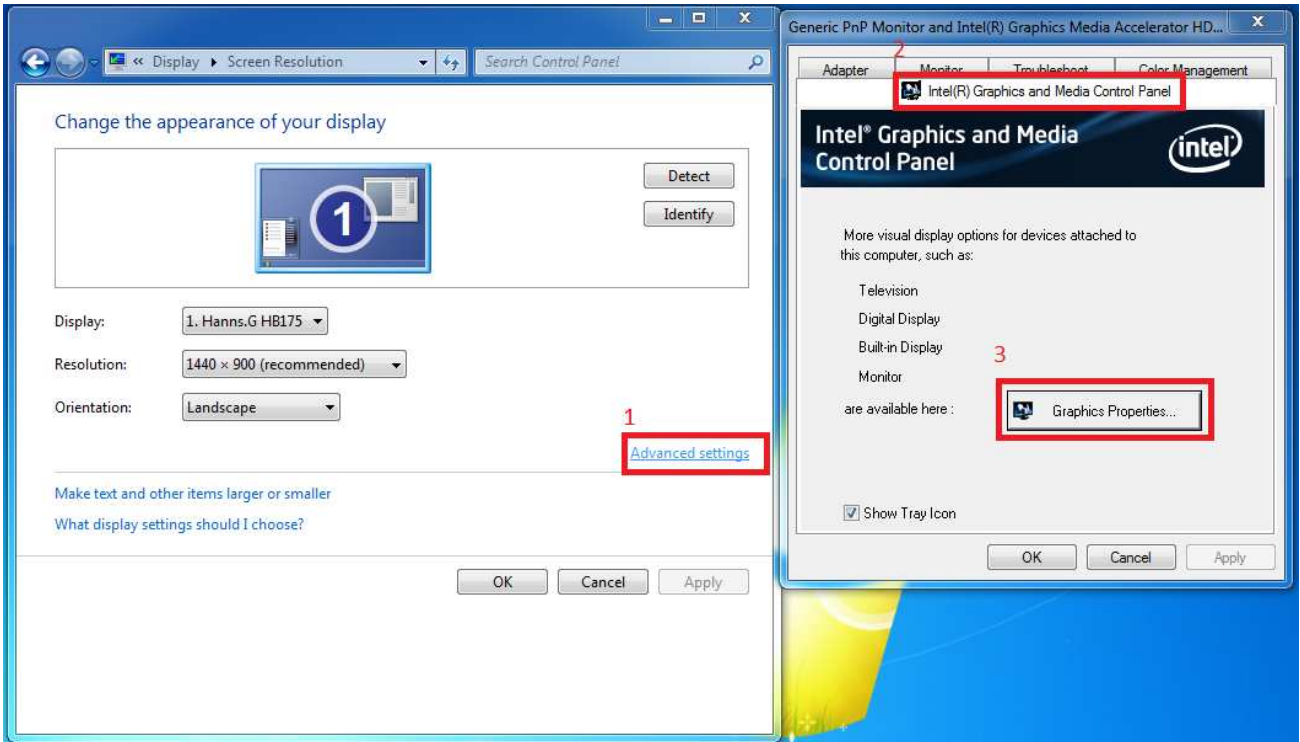 « Display ▸ Screen Resolution
Search Control Panel
Change the appearance of your display
1
Detect
Identify
Display:
1. Hanns.G HB175
Resolution:
1440 × 900 (recommended)
Orientation:
Landscape
1
Advanced settings
Make text and other items larger or smaller
What display settings should I choose?
OK
Cancel
Apply
Generic PnP Monitor and Intel(R) Graphics Media Accelerator HD...
2
Adapter
Monitor
Troubleshoot
Color Management
Intel(R) Graphics and Media Control Panel
Intel® Graphics and Media
Control Panel
intel
More visual display options for devices attached to
this computer, such as:
Television
Digital Display
Built-in Display
Monitor
3
are available here :
Graphics Properties...
Show Tray Icon
OK
Cancel
Apply